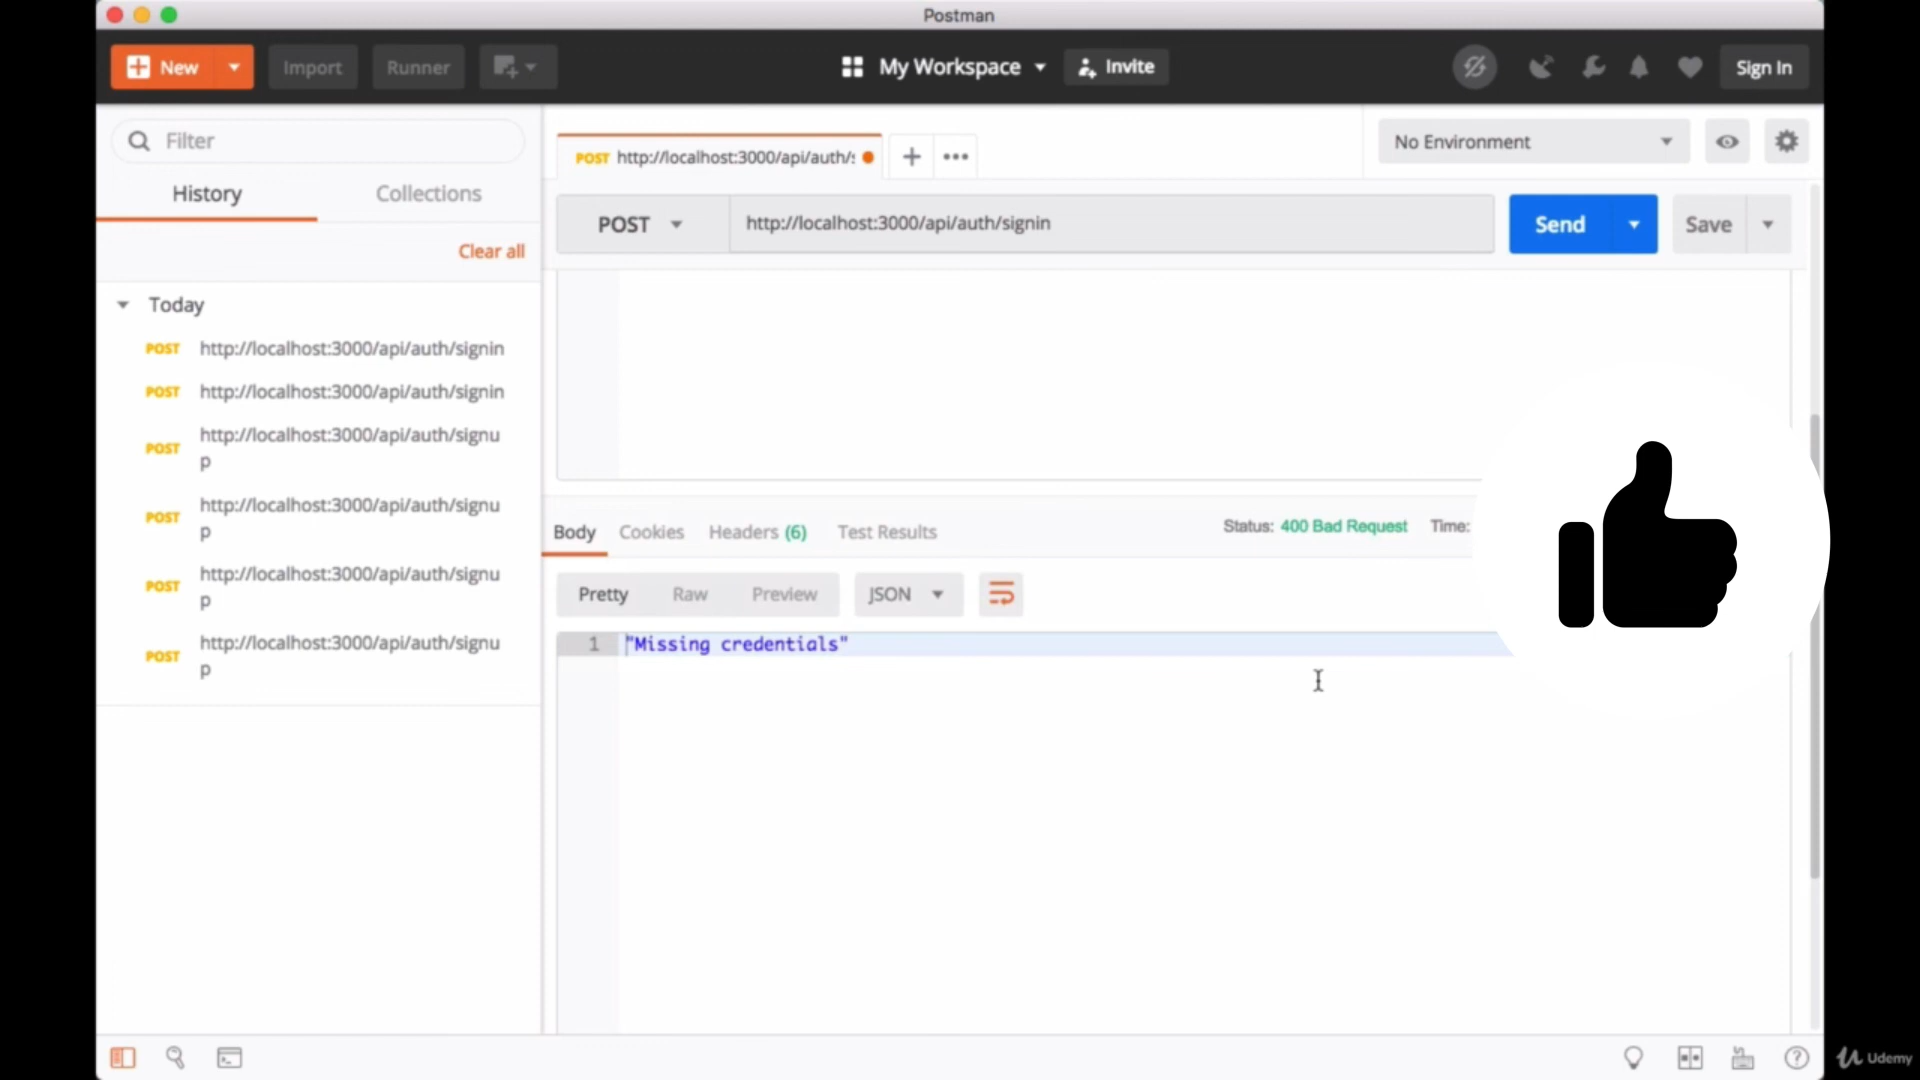 Postman
New
Import
Runner
My Workspace
Invite
Sign In
Filter
History
Collections
Clear all
Today
POST http://localhost:3000/api/auth/signin
POST http://localhost:3000/api/auth/signin
POST http://localhost:3000/api/auth/signu
p
POST http://localhost:3000/api/auth/signu
p
POST http://localhost:3000/api/auth/signu
p
POST http://localhost:3000/api/auth/signu
p
POST http://localhost:3000/api/auth/s
No Environment
POST http://localhost:3000/api/auth/signin
Send
Save
Body Cookies Headers (6) Test Results
Status: 400 Bad Request Time:
Pretty Raw Preview JSON
1 "Missing credentials"
Udemy